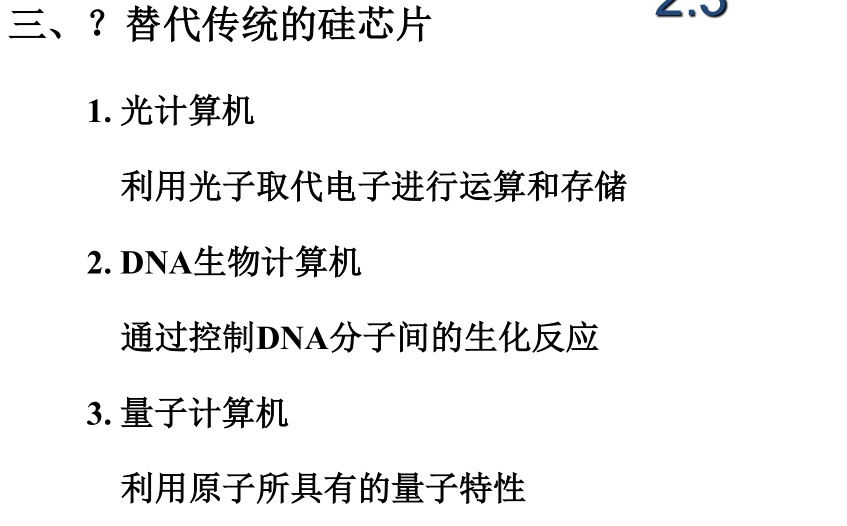 2.3
三、？替代传统的硅芯片
1. 光计算机
利用光子取代电子进行运算和存储
2. DNA生物计算机
通过控制DNA分子间的生化反应
3. 量子计算机
利用原子所具有的量子特性